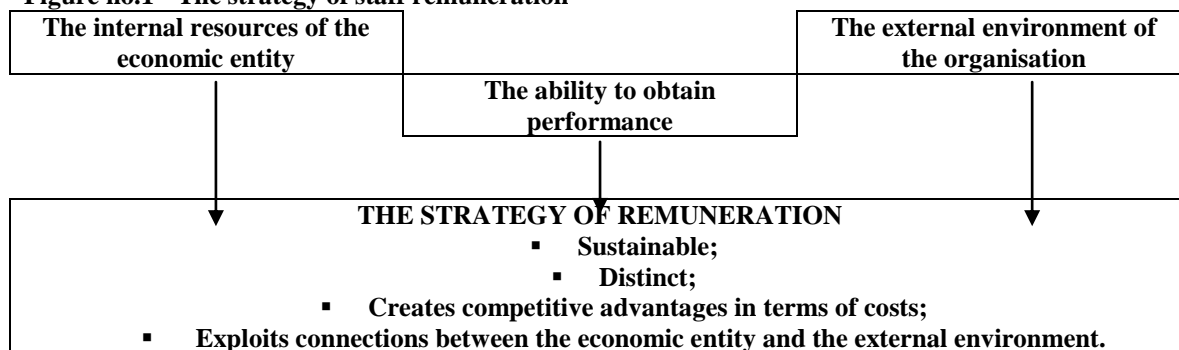 Figure no.1 – The strategy of staff remuneration
The internal resources of the
economic entity
The external environment of
the organisation
The ability to obtain
performance
THE STRATEGY OF REMUNERATION
▪ Sustainable;
▪ Distinct;
▪ Creates competitive advantages in terms of costs;
▪ Exploits connections between the economic entity and the external environment.